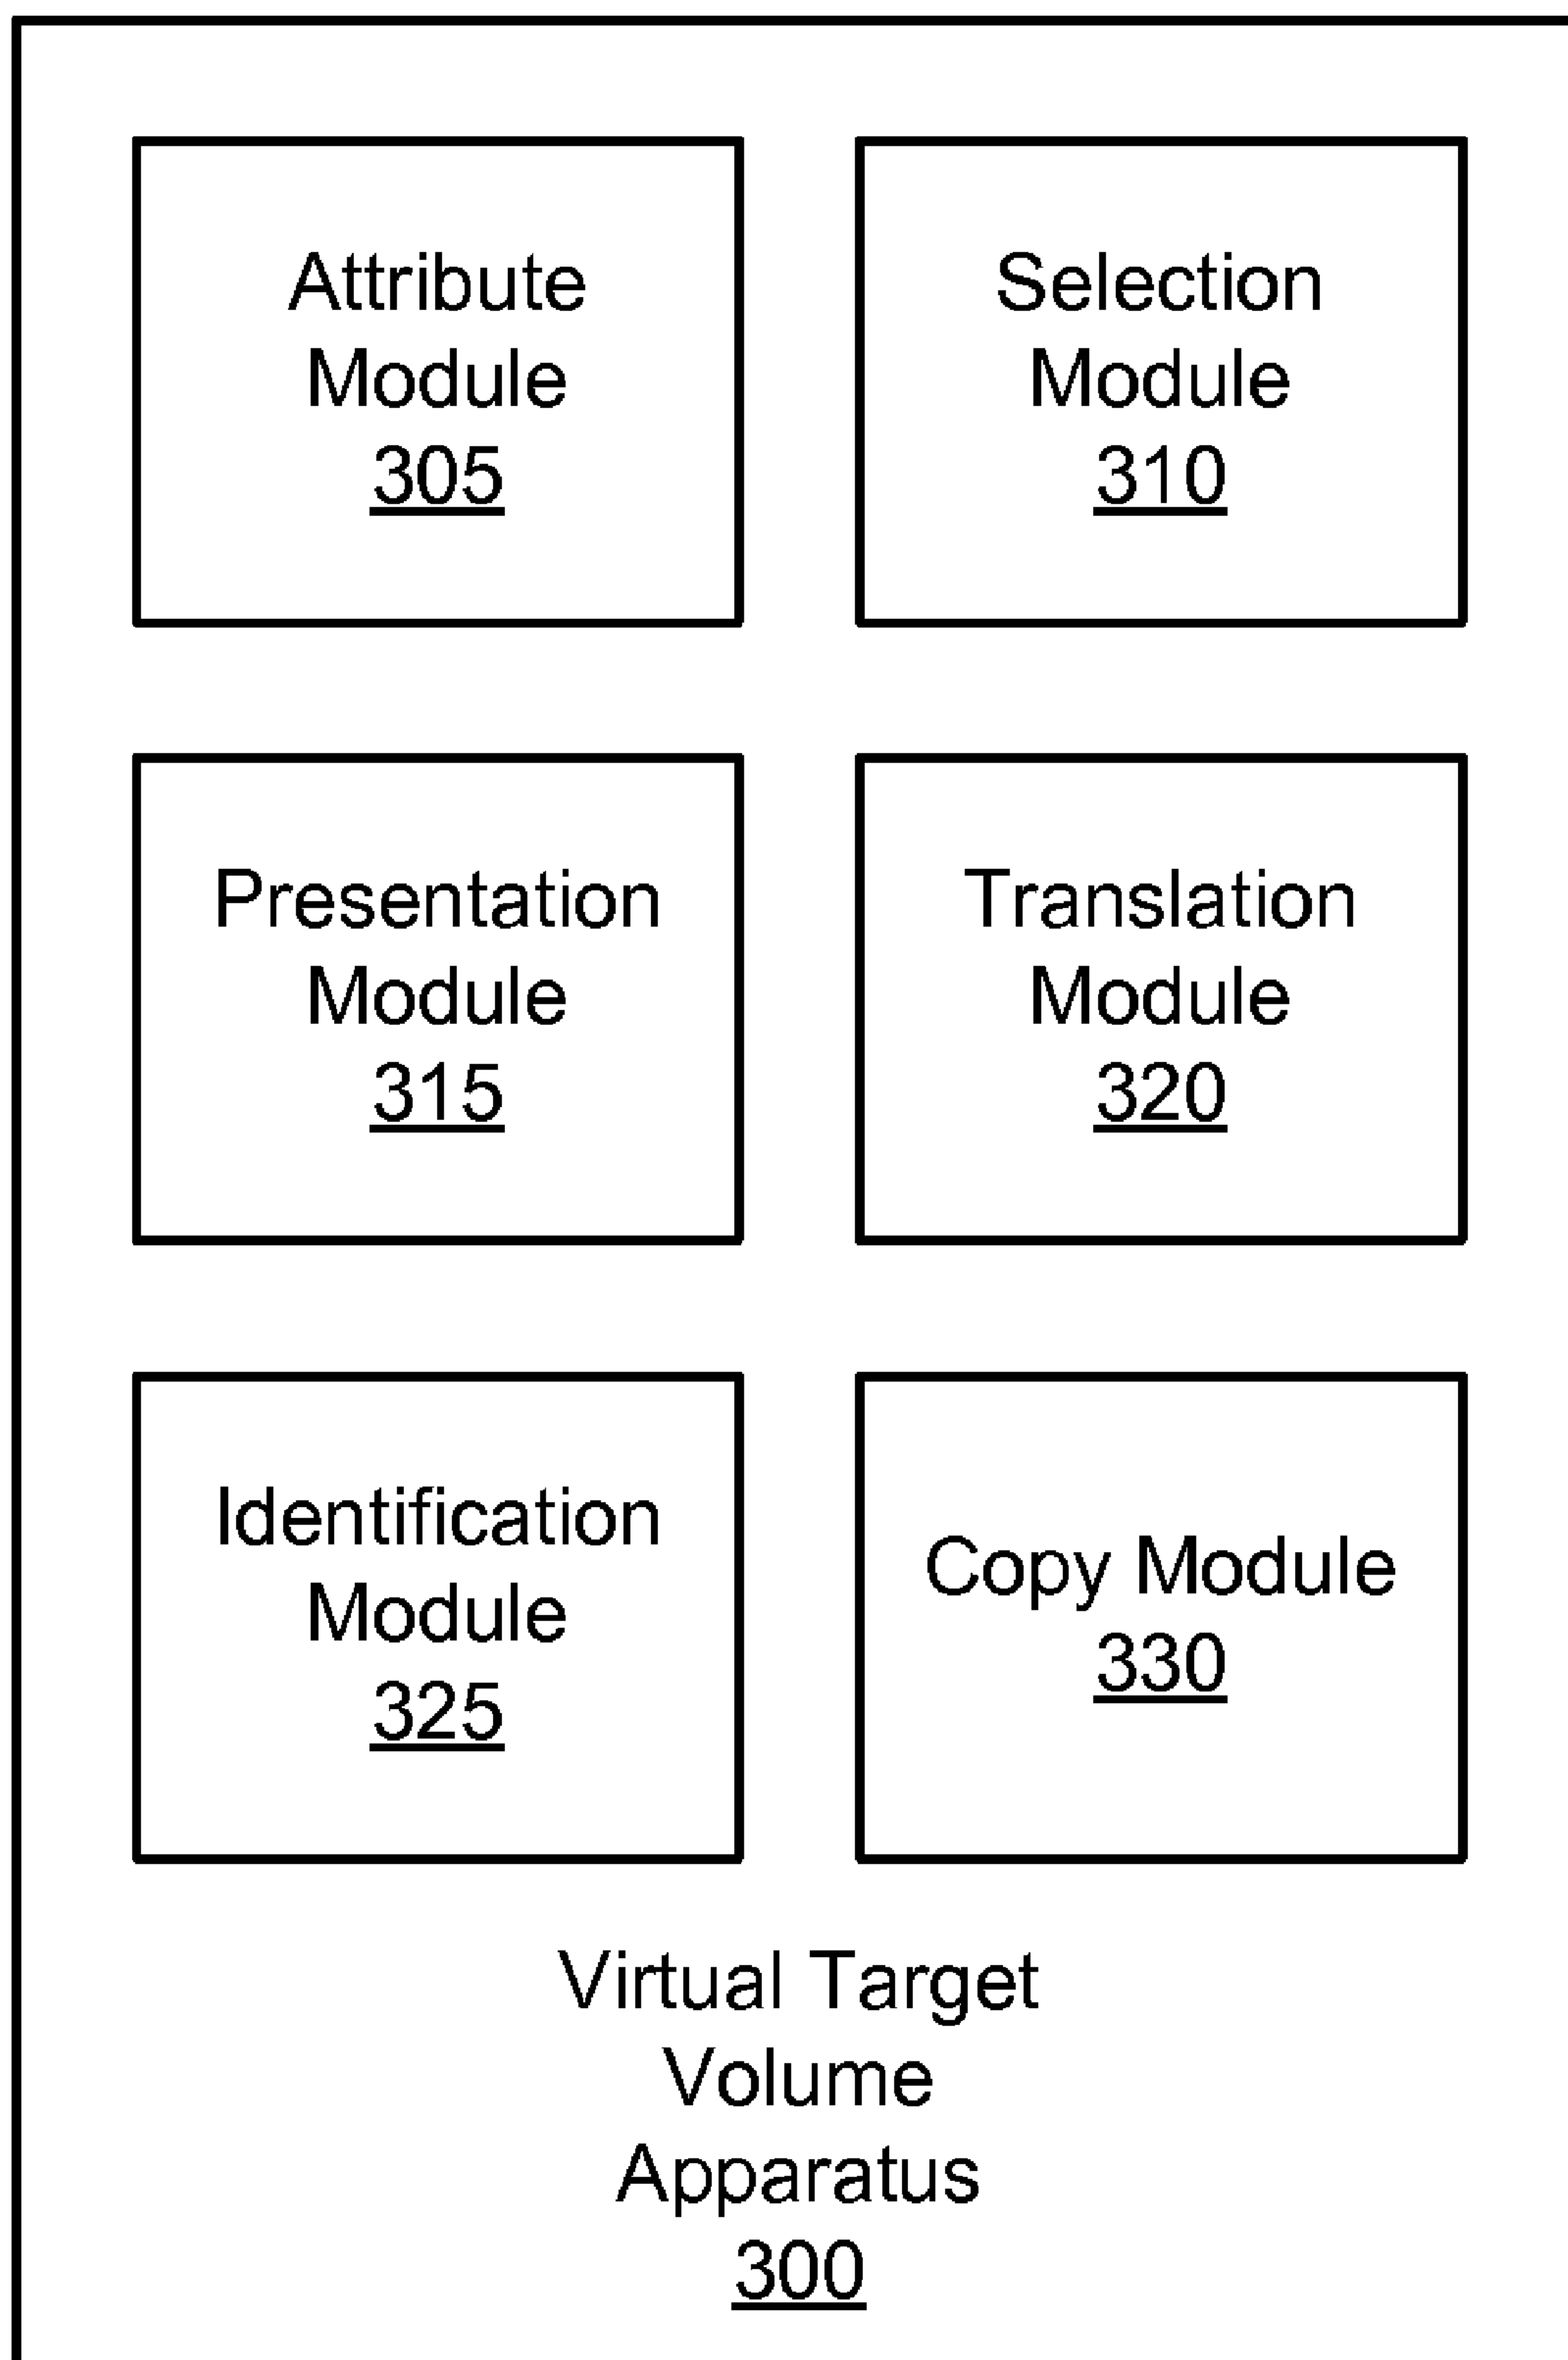 Attribute
Module
305
Selection
Module
310
Presentation
Module
315
Translation
Module
320
Identification
Module
325
Copy Module
330
Virtual Target
Volume
Apparatus
300